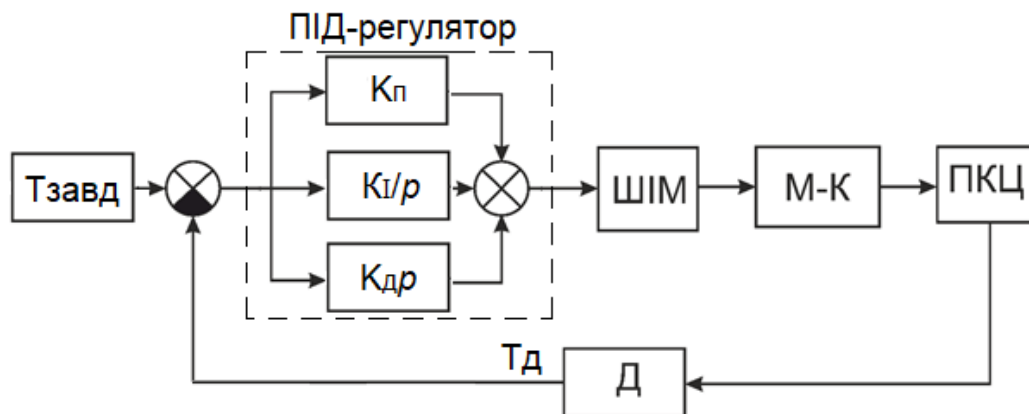 ПІД-регулятор
Кп
Тзавд
КІ/р
ШІМ
М-К
ПКЦ
Кдр
Тд
Д